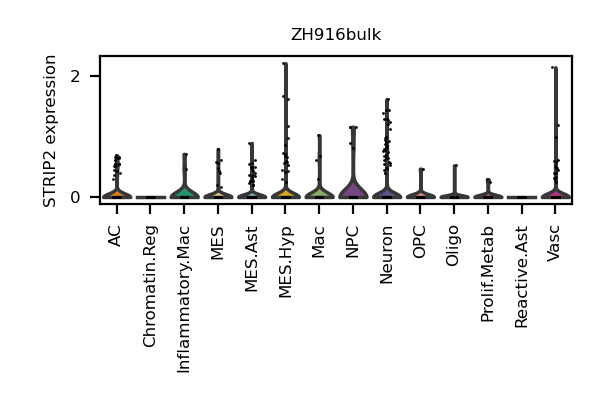 ZH916bulk
STRIP2 expression
2
0
AC
Chromatin.Reg
Inflammatory.Mac
MES
MES.Ast
MES.Hyp
Mac
NPC
Neuron
OPC
Oligo
Prolif.Metab
Reactive.Ast
Vasc